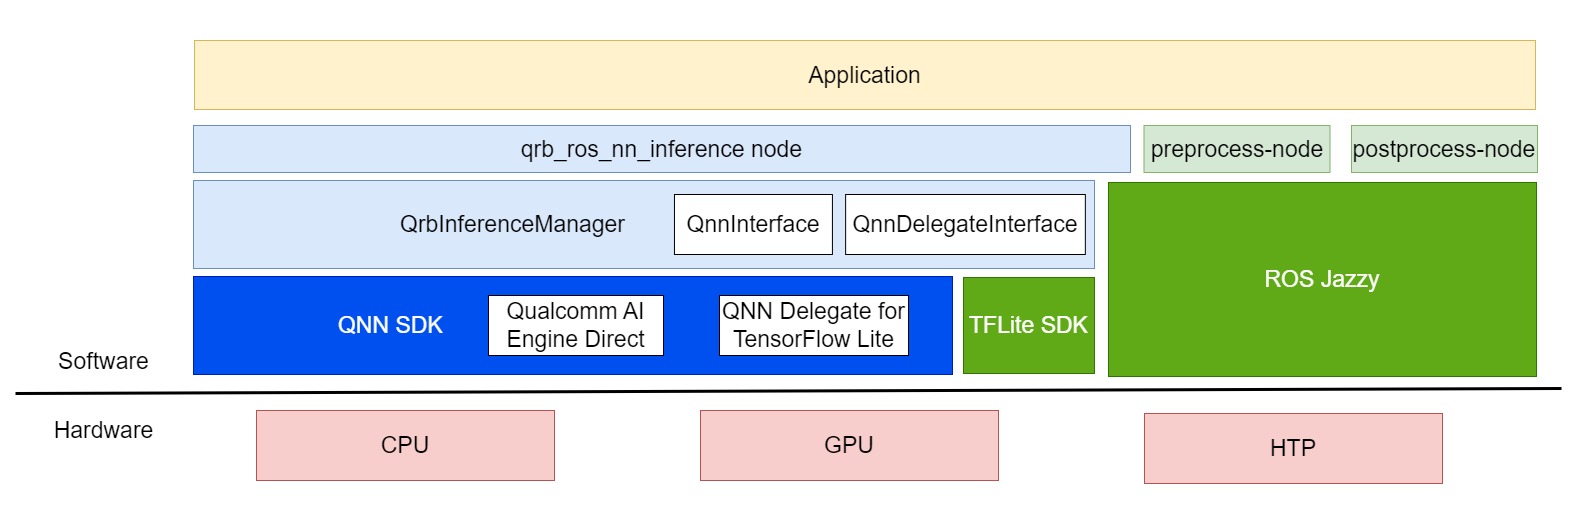 Application
qrb_ros_nn_inference node
preprocess-node
postprocess-node
QrbInferenceManager
QnnInterface
QnnDelegateInterface
ROS Jazzy
QNN SDK
Qualcomm AI
Engine Direct
QNN Delegate for
TensorFlow Lite
TFLite SDK
Software
Hardware
CPU
GPU
HTP